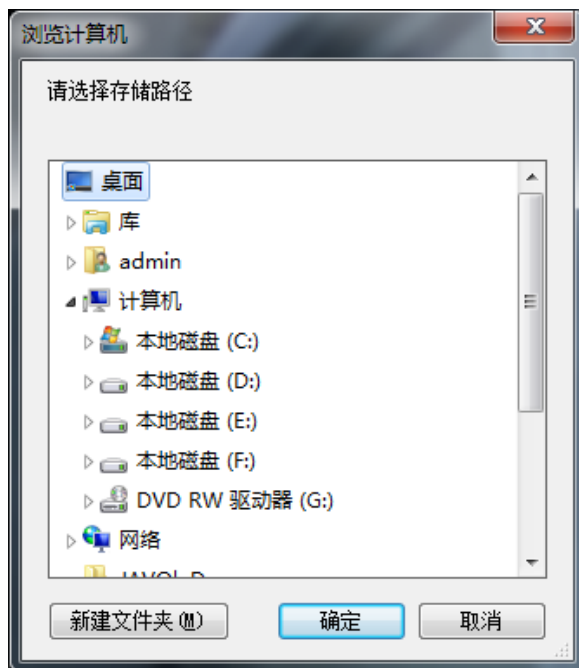 浏览计算机
请选择存储路径
桌面
库
admin
计算机
本地磁盘 (C:)
本地磁盘 (D:)
本地磁盘 (E:)
本地磁盘 (F:)
DVD RW 驱动器 (G:)
网络
新建文件夹(M) 确定 取消